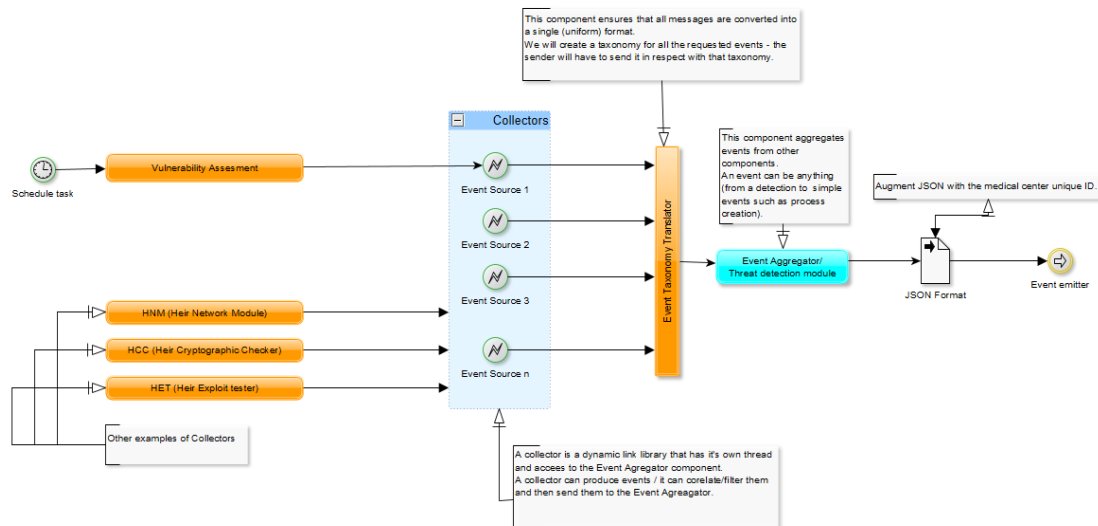 This component ensures that all messages are converted into
a single (uniform) format.
We will create a taxonomy for all the requested events - the
sender will have to send it in respect with that taxonomy.
Collectors
This component aggregates
events from other
components.
An event can be anything
(from a detection to simple
events such as process
creation).
Schedule task
Vulnerability Assesment
Event Source 1
Augment JSON with the medical center unique ID.
Event Source 2
Event Taxonomy Translator
Event Aggregator/
Threat detection module
JSON Format
Event emitter
Event Source 3
HNM (Heir Network Module)
HCC (Heir Cryptographic Checker)
Event Source n
HET (Heir Exploit tester)
Other examples of Collectors
A collector is a dynamic link library that has it's own thread
and accees to the Event Agregator component.
A collector can produce events / it can corelate/filter them
and then send them to the Event Agreagator.